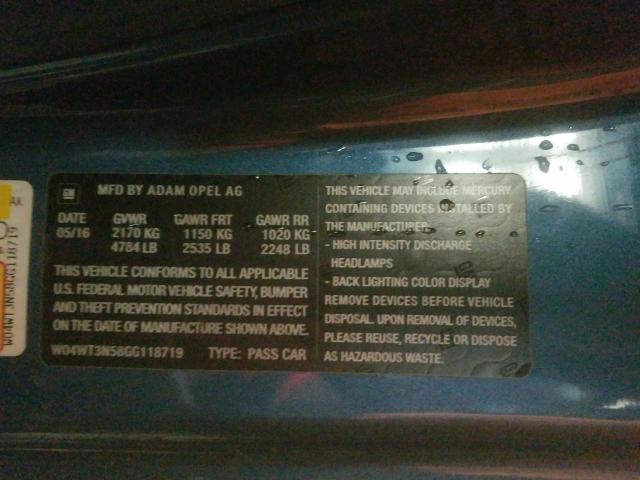 GM
MFD BY ADAM OPEL AG
DATE GVWR GAWR FRT GAWR RR
05/16 2170 KG 1150 KG 1020 KG
4784 LB 2535 LB 2248 LB
THIS VEHICLE CONFORMS TO ALL APPLICABLE
U.S. FEDERAL MOTOR VEHICLE SAFETY, BUMPER
AND THEFT PREVENTION STANDARDS IN EFFECT
ON THE DATE OF MANUFACTURE SHOWN ABOVE.
W04WT3N58GG118719 TYPE: PASS CAR
THIS VEHICLE MAY INCLUDE MERCURY
CONTAINING DEVICES INSTALLED BY
THE MANUFACTURER:
- HIGH INTENSITY DISCHARGE
HEADLAMPS
- BACK LIGHTING COLOR DISPLAY
REMOVE DEVICES BEFORE VEHICLE
DISPOSAL. UPON REMOVAL OF DEVICES,
PLEASE REUSE, RECYCLE OR DISPOSE
AS HAZARDOUS WASTE.
AK
W04WT3N58GG118719